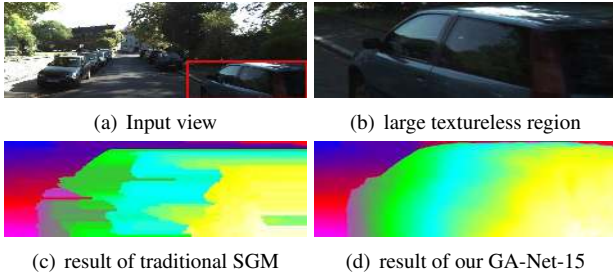 (a) Input view
(b) large textureless region
(c) result of traditional SGM
(d) result of our GA-Net-15